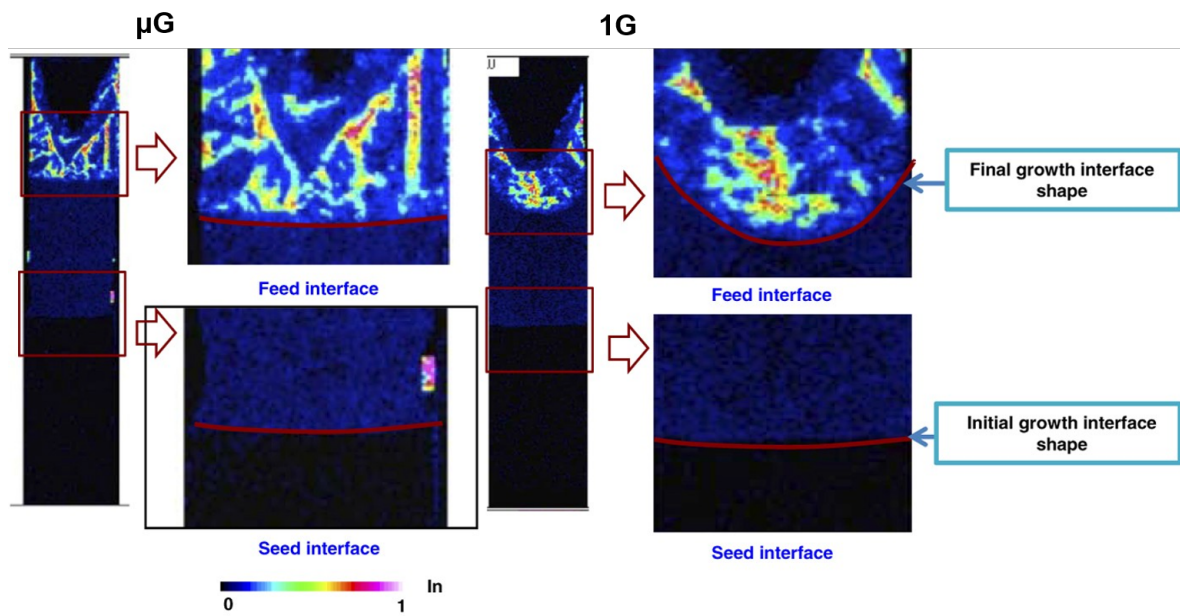 μG
1G
Final growth interface
shape
Feed interface
Feed interface
Initial growth interface
shape
Seed interface
Seed interface
In
0
1